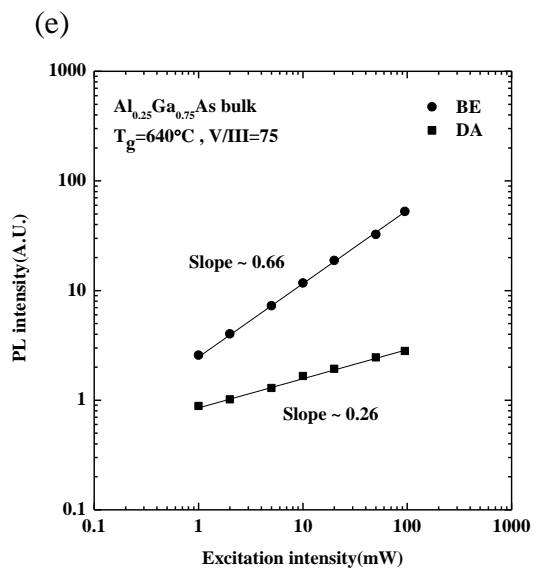 (e)
1000
Al0.25Ga0.75As bulk
Tg=640°C , V/III=75
BE
DA
100
Slope ~ 0.66
10
PL intensity(A.U.)
1
Slope ~ 0.26
0.1
0.1 1 10 100 1000
Excitation intensity(mW)